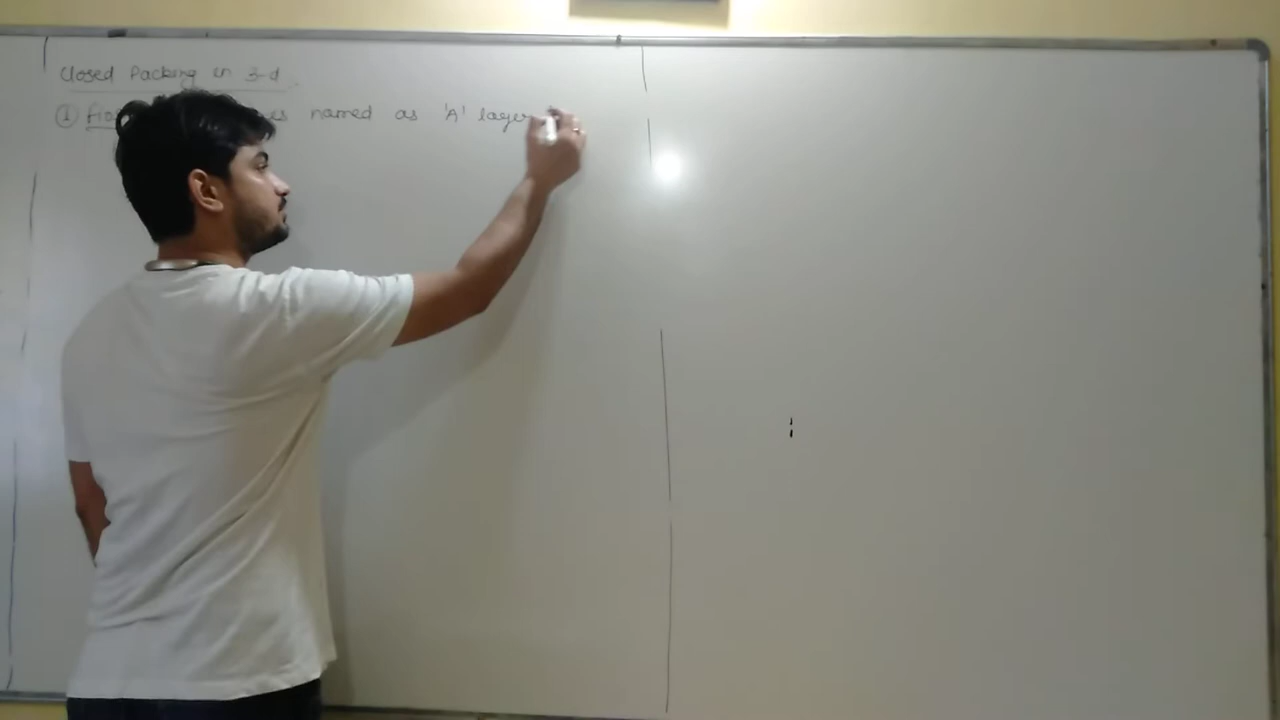 Closed Packing in 3-d
① named as 'A' layer